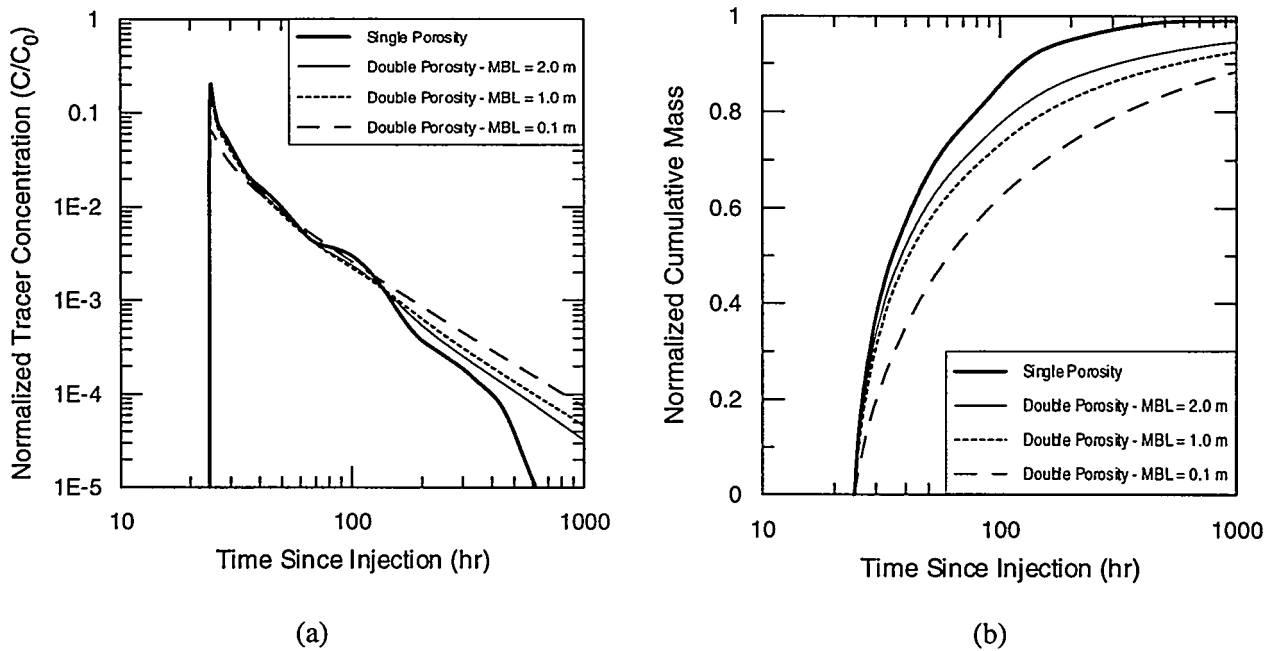 Normalized Tracer Concentration (C/C0)
1
0.1
1E-2
1E-3
1E-4
1E-5
10
100
1000
Time Since Injection (hr)
Single Porosity
Double Porosity - MBL = 2.0 m
Double Porosity - MBL = 1.0 m
Double Porosity - MBL = 0.1 m
(a)
Normalized Cumulative Mass
1
0.8
0.6
0.4
0.2
0
10
100
1000
Time Since Injection (hr)
Single Porosity
Double Porosity - MBL = 2.0 m
Double Porosity - MBL = 1.0 m
Double Porosity - MBL = 0.1 m
(b)